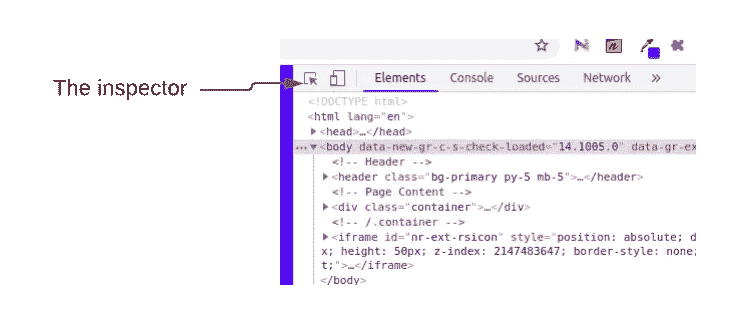 The inspector
Elements Console Sources Network »
<!DOCTYPE html>
<html lang="en">
▶<head>…</head>
…▼<body data-new-gr-c-s-check-loaded="14.1005.0" data-gr-ex
<!-- Header -->
▶<header class="bg-primary py-5 mb-5">…</header>
<!-- Page Content -->
▶<div class="container">…</div>
<!-- /.container -->
▶<iframe id="nr-ext-rsicon" style="position: absolute; d
x; height: 50px; z-index: 2147483647; border-style: none;
t;">…</iframe>
</body>